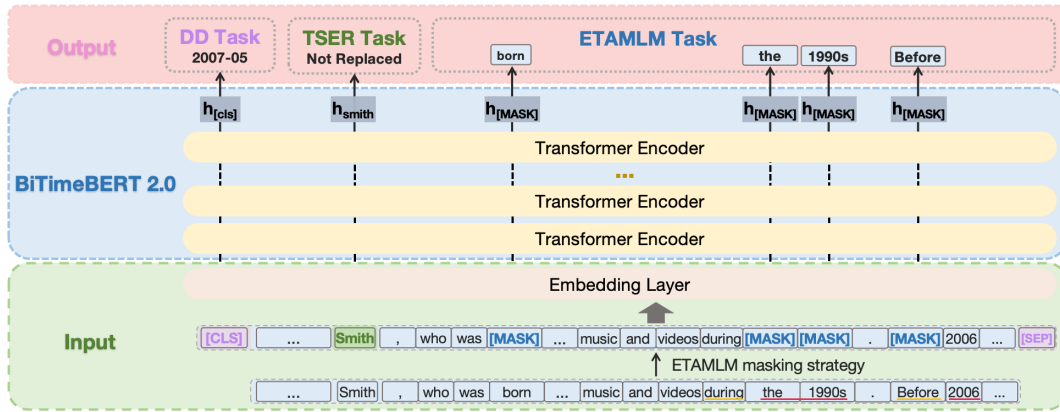 Output
DD Task
2007-05
TSER Task
Not Replaced
ETAMLM Task
born
the
1990s
Before
h[cls]
hsmith
h[MASK]
h[MASK]
h[MASK]
h[MASK]
BiTimeBERT 2.0
Transformer Encoder
...
Transformer Encoder
Transformer Encoder
Input
Embedding Layer
[CLS] ... Smith , who was [MASK] ... music and videos during [MASK] [MASK] . [MASK] 2006 ... [SEP]
ETAMLM masking strategy
... Smith , who was born ... music and videos during the 1990s . Before 2006 ...